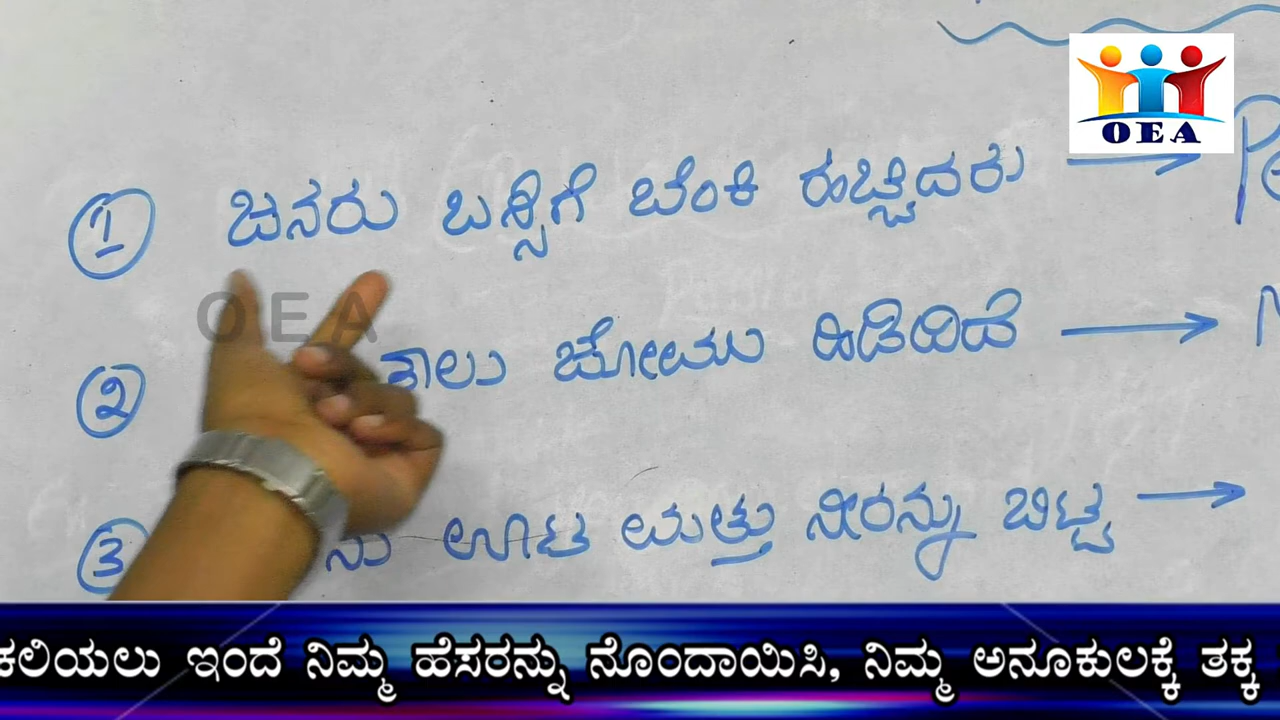 OEA
① ಜನರು ಬಸ್ಸಿಗೆ ಬೆಂಕಿ ಹಚ್ಚಿದರು →
OEA
② ಕಾಲು ಜೋಮು ಹಿಡಿದಿದೆ →
③ ಊಟ ಮತ್ತು ನೀರನ್ನು ಬಿಟ್ಟ →
ಕಲಿಯಲು ಇಂದೆ ನಿಮ್ಮ ಹೆಸರನ್ನು ನೊಂದಾಯಿಸಿ, ನಿಮ್ಮ ಅನೂಕುಲಕ್ಕೆ ತಕ್ಕ